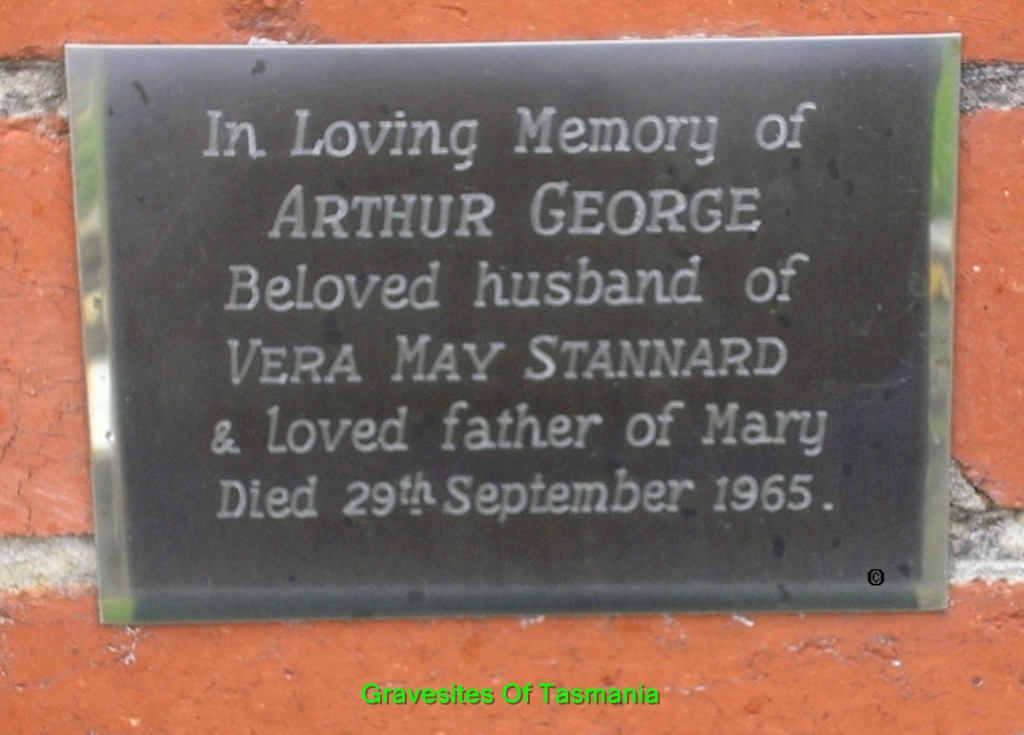 In Loving Memory of
ARTHUR GEORGE
Beloved husband of
VERA MAY STANNARD
& loved father of Mary
Died 29th September 1965.
©
Gravesites Of Tasmania